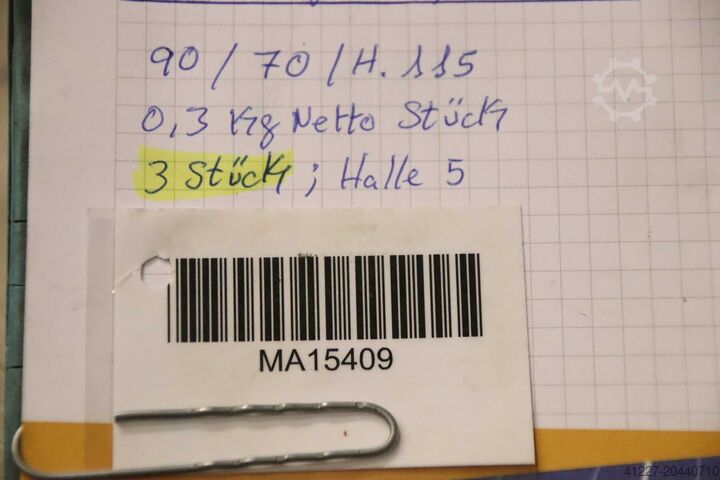 90 / 70 / H. 115
0,3 Kg Netto Stück
3 Stück ; Halle 5
MA15409
41227-20440710